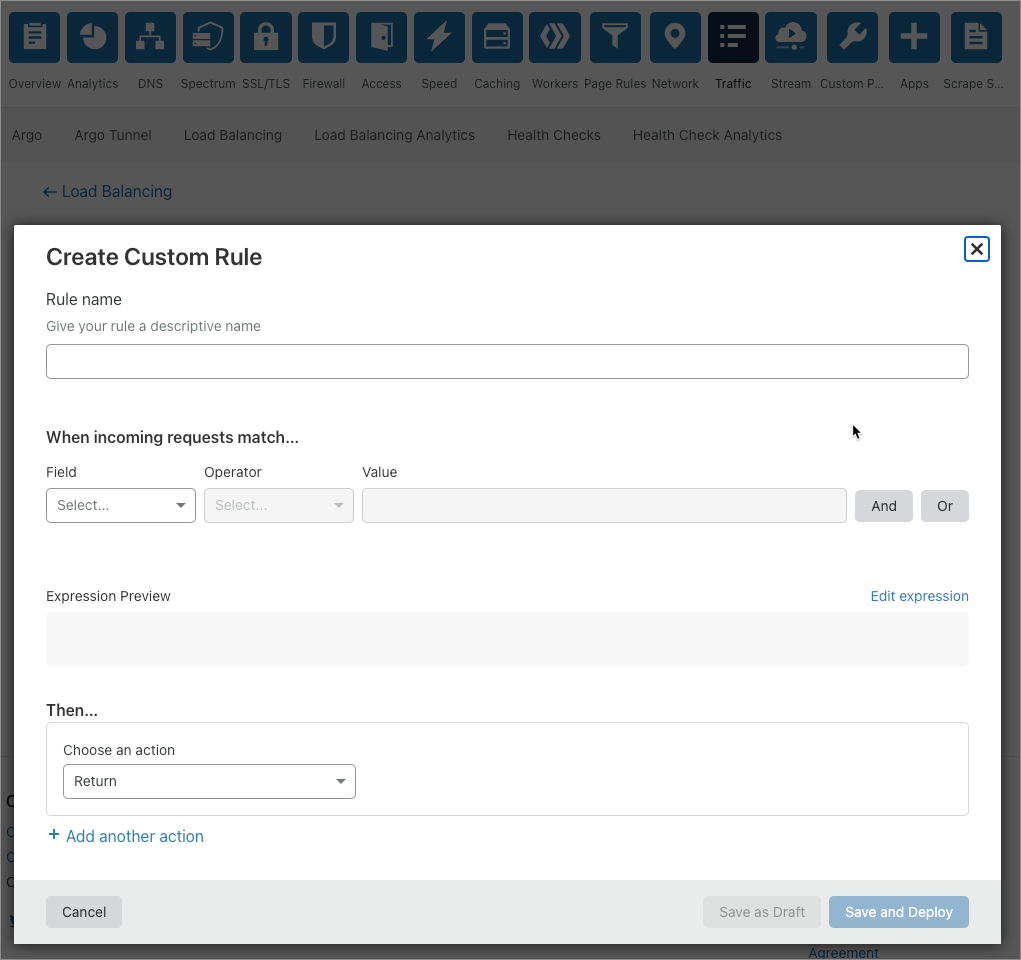 Overview Analytics DNS Spectrum SSL/TLS Firewall Access Speed Caching Workers Page Rules Network Traffic Stream Custom P... Apps Scrape S...
Argo Argo Tunnel Load Balancing Load Balancing Analytics Health Checks Health Check Analytics
← Load Balancing
Create Custom Rule
Rule name
Give your rule a descriptive name
When incoming requests match...
Field Operator Value
Select... Select... And Or
Expression Preview Edit expression
Then...
Choose an action
Return
+ Add another action
Cancel Save as Draft Save and Deploy
Agreement